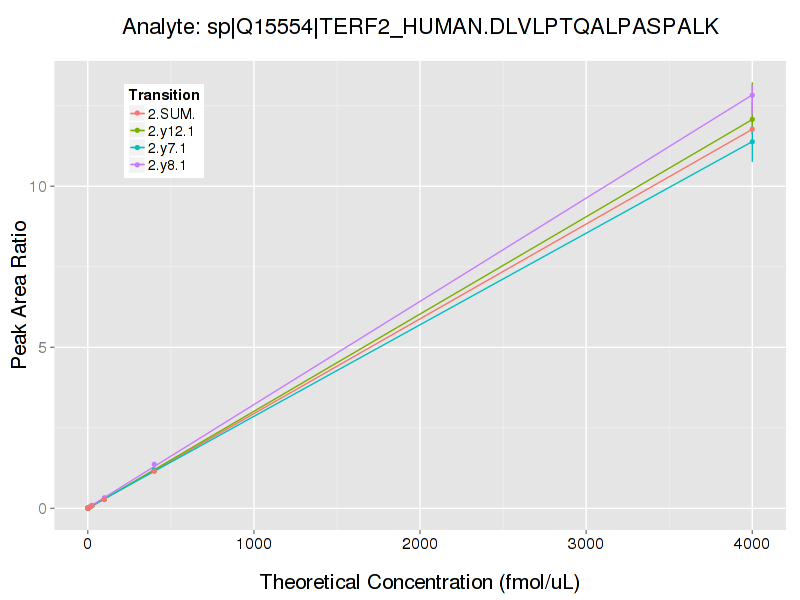 Analyte: sp|Q15554|TERF2_HUMAN.DLVLPTQALPASPALK
Transition
2.SUM.
2.y12.1
2.y7.1
2.y8.1
10
5
0
Peak Area Ratio
0 1000 2000 3000 4000
Theoretical Concentration (fmol/uL)